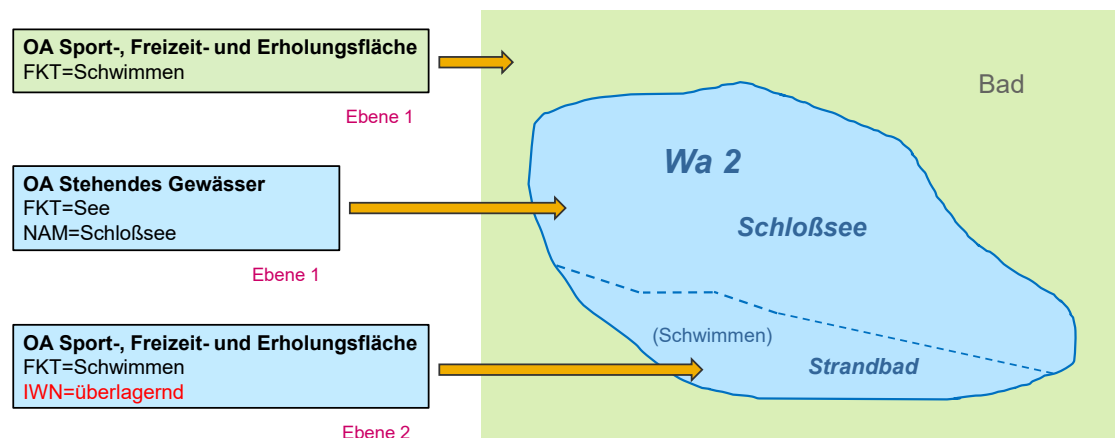 OA Sport-, Freizeit- und Erholungsfläche
FKT=Schwimmen
Ebene 1
OA Stehendes Gewässer
FKT=See
NAM=Schloßsee
Ebene 1
OA Sport-, Freizeit- und Erholungsfläche
FKT=Schwimmen
IWN=überlagernd
Ebene 2
Bad
Wa 2
Schloßsee
(Schwimmen)
Strandbad